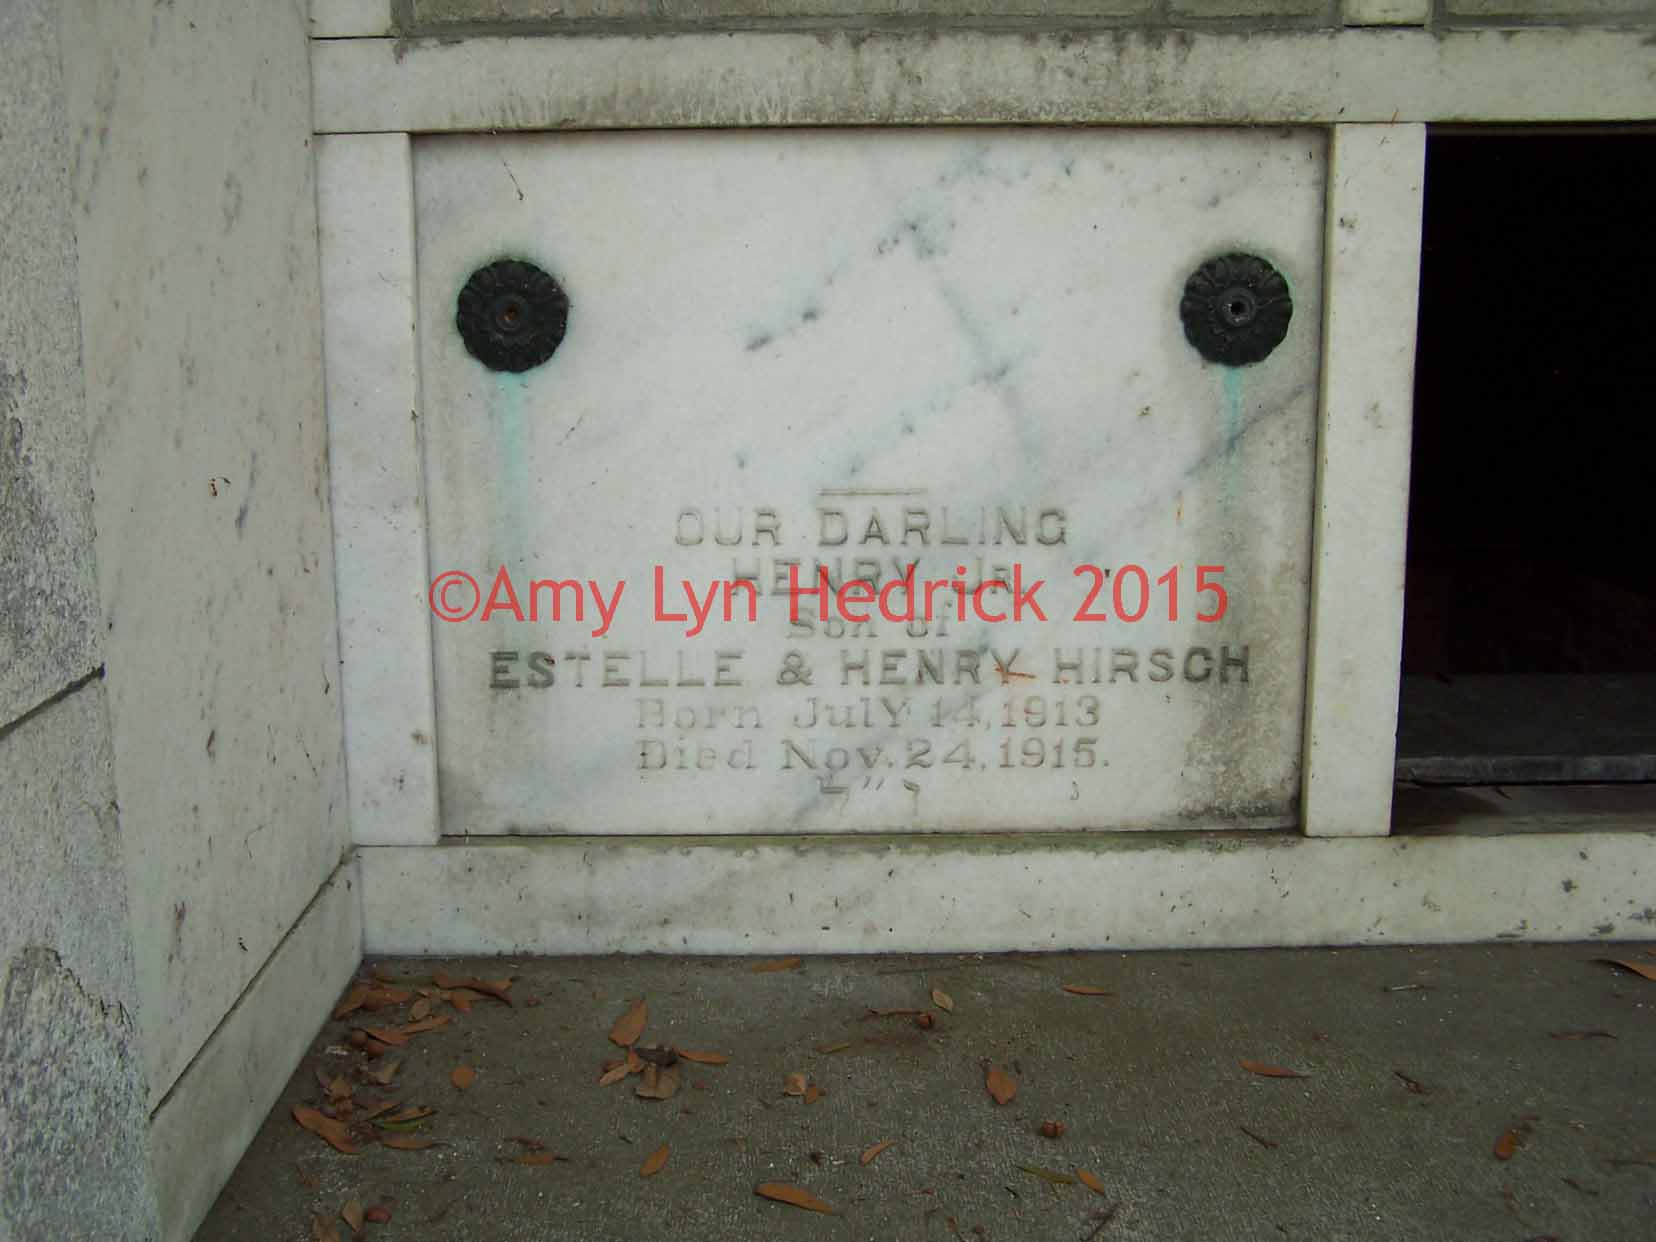 OUR DARLING
HENRY JR.
©Amy Lyn Hedrick 2015
Son of
ESTELLE & HENRY HIRSCH
Born July 14, 1913
Died Nov. 24, 1915.